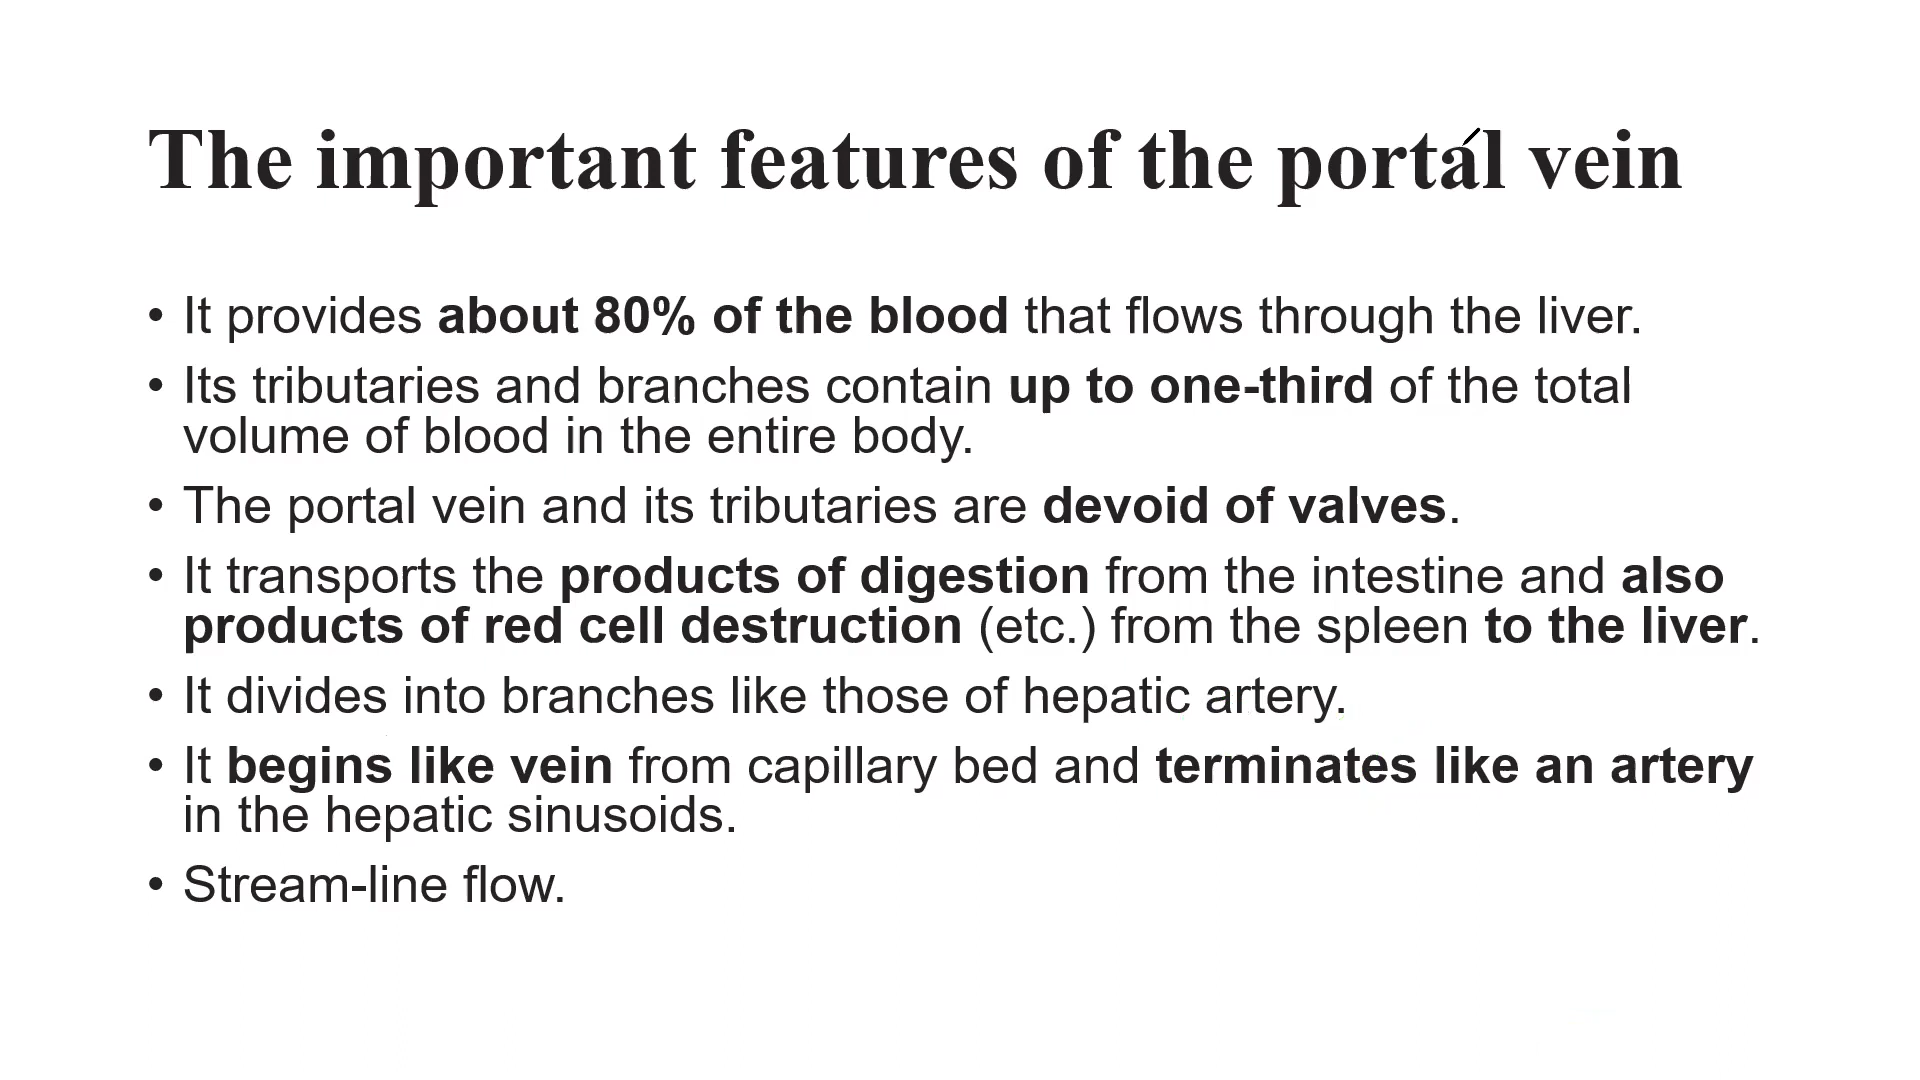 The important features of the portal vein
• It provides about 80% of the blood that flows through the liver.
• Its tributaries and branches contain up to one-third of the total
volume of blood in the entire body.
• The portal vein and its tributaries are devoid of valves.
• It transports the products of digestion from the intestine and also
products of red cell destruction (etc.) from the spleen to the liver.
• It divides into branches like those of hepatic artery.
• It begins like vein from capillary bed and terminates like an artery
in the hepatic sinusoids.
• Stream-line flow.